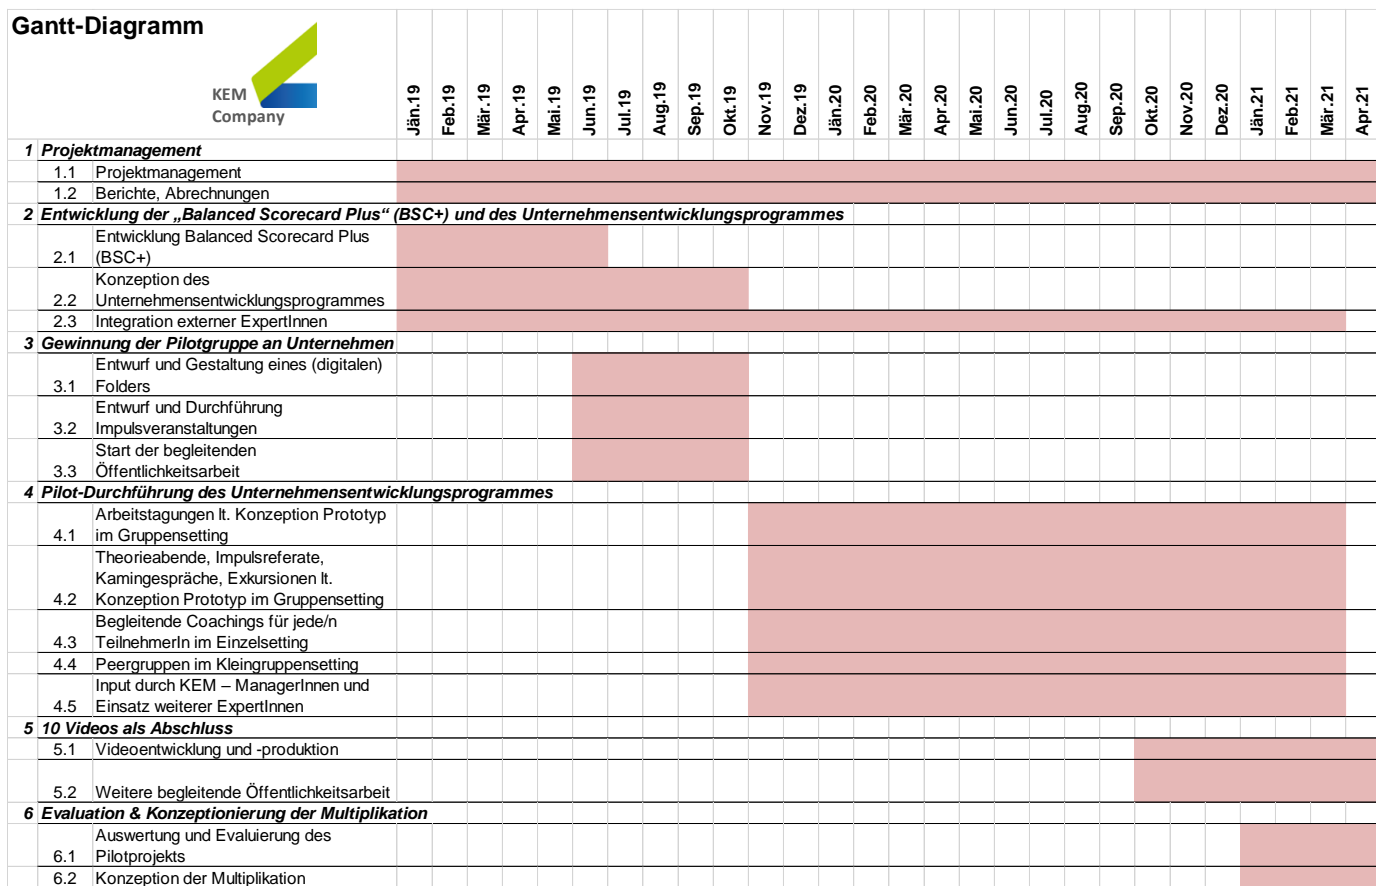 Gantt-Diagramm
KEM
Company
Jän.19
Feb.19
Mär.19
Apr.19
Mai.19
Jun.19
Jul.19
Aug.19
Sep.19
Okt.19
Nov.19
Dez.19
Jän.20
Feb.20
Mär.20
Apr.20
Mai.20
Jun.20
Jul.20
Aug.20
Sep.20
Okt.20
Nov.20
Dez.20
Jän.21
Feb.21
Mär.21
Apr.21
1 Projektmanagement
1.1 Projektmanagement
1.2 Berichte, Abrechnungen
2 Entwicklung der „Balanced Scorecard Plus“ (BSC+) und des Unternehmensentwicklungsprogrammes
Entwicklung Balanced Scorecard Plus
2.1 (BSC+)
Konzeption des
2.2 Unternehmensentwicklungsprogrammes
2.3 Integration externer ExpertInnen
3 Gewinnung der Pilotgruppe an Unternehmen
Entwurf und Gestaltung eines (digitalen)
3.1 Folders
Entwurf und Durchführung
3.2 Impulsveranstaltungen
Start der begleitenden
3.3 Öffentlichkeitsarbeit
4 Pilot-Durchführung des Unternehmensentwicklungsprogrammes
Arbeitstagungen lt. Konzeption Prototyp
4.1 im Gruppensetting
Theorieabende, Impulsreferate,
Kamingespräche, Exkursionen lt.
4.2 Konzeption Prototyp im Gruppensetting
Begleitende Coachings für jede/n
4.3 TeilnehmerIn im Einzelsetting
4.4 Peergruppen im Kleingruppensetting
Input durch KEM – ManagerInnen und
4.5 Einsatz weiterer ExpertInnen
5 10 Videos als Abschluss
5.1 Videoentwicklung und -produktion
5.2 Weitere begleitende Öffentlichkeitsarbeit
6 Evaluation & Konzeptionierung der Multiplikation
Auswertung und Evaluierung des
6.1 Pilotprojekts
6.2 Konzeption der Multiplikation